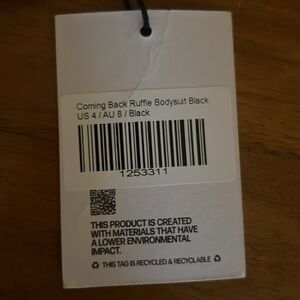 Coming Back Ruffle Bodysuit Black
US 4 / AU 8 / Black
1253311
THIS PRODUCT IS CREATED
WITH MATERIALS THAT HAVE
A LOWER ENVIRONMENTAL
IMPACT.
♻ THIS TAG IS RECYCLED & RECYCLABLE ♻